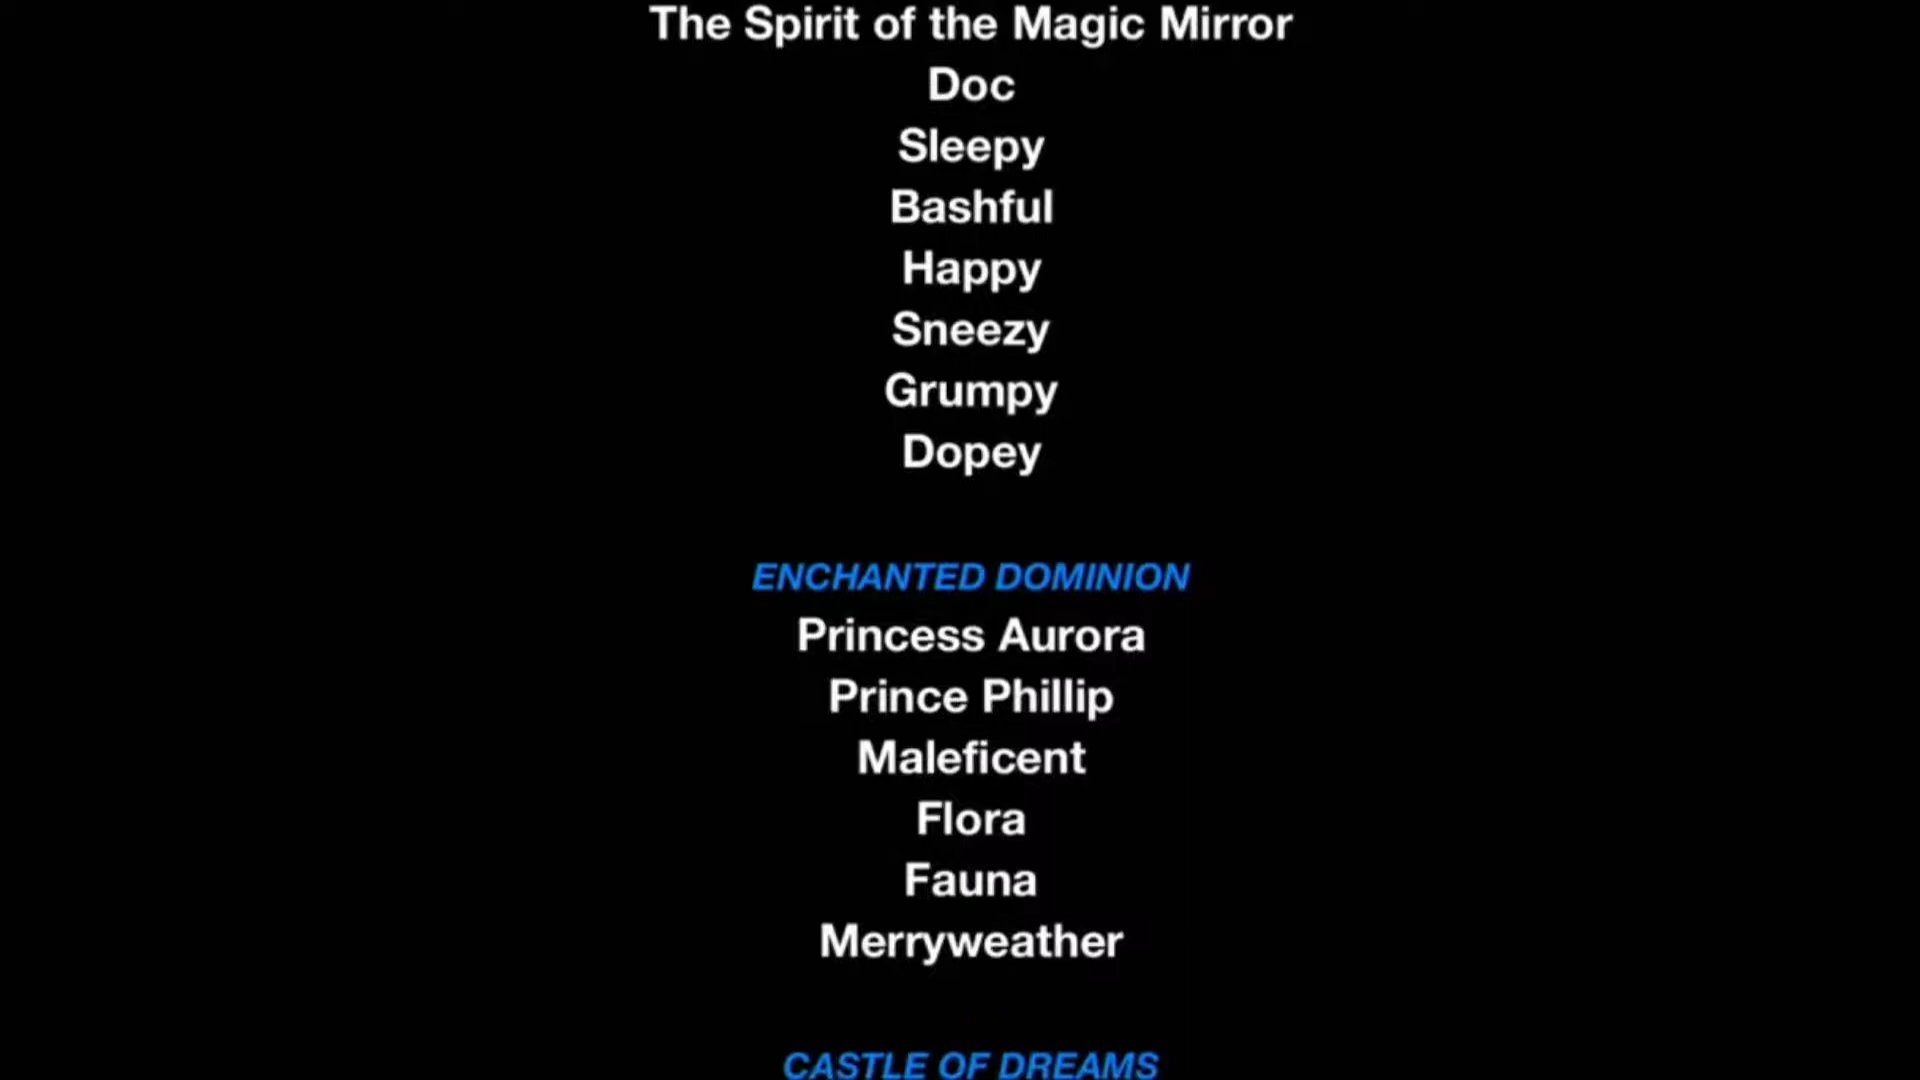 The Spirit of the Magic Mirror
Doc
Sleepy
Bashful
Happy
Sneezy
Grumpy
Dopey
ENCHANTED DOMINION
Princess Aurora
Prince Phillip
Maleficent
Flora
Fauna
Merryweather
CASTLE OF DREAMS